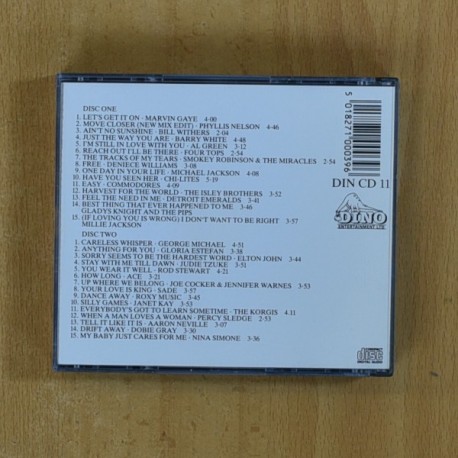 DISC ONE
1. LET'S GET IT ON · MARVIN GAYE 4·00
2. MOVE CLOSER (NEW MIX EDIT) · PHYLLIS NELSON 4·46
3. AIN'T NO SUNSHINE · BILL WITHERS 2·04
4. JUST THE WAY YOU ARE · BARRY WHITE 4·48
5. I'M STILL IN LOVE WITH YOU · AL GREEN 3·12
6. REACH OUT I'LL BE THERE · FOUR TOPS 2·54
7. THE TRACKS OF MY TEARS · SMOKEY ROBINSON & THE MIRACLES 2·54
8. FREE · DENIECE WILLIAMS 3·08
9. ONE DAY IN YOUR LIFE · MICHAEL JACKSON 4·08
10. HAVE YOU SEEN HER · CHI-LITES 5·19
11. EASY · COMMODORES 4·09
12. HARVEST FOR THE WORLD · THE ISLEY BROTHERS 3·52
13. FEEL THE NEED IN ME · DETROIT EMERALDS 3·41
14. BEST THING THAT EVER HAPPENED TO ME ·
GLADYS KNIGHT AND THE PIPS
15. (IF LOVING YOU IS WRONG) I DON'T WANT TO BE RIGHT 3·57
MILLIE JACKSON
DISC TWO
1. CARELESS WHISPER · GEORGE MICHAEL 4·51
2. ANYTHING FOR YOU · GLORIA ESTEFAN 3·38
3. SORRY SEEMS TO BE THE HARDEST WORD · ELTON JOHN 3·44
4. STAY WITH ME TILL DAWN · JUDIE TZUKE 3·51
5. YOU WEAR IT WELL · ROD STEWART 4·21
6. HOW LONG · ACE 3·21
7. UP WHERE WE BELONG · JOE COCKER & JENNIFER WARNES 3·53
8. YOUR LOVE IS KING · SADE 3·57
9. DANCE AWAY · ROXY MUSIC 3·45
10. SILLY GAMES · JANET KAY 3·53
11. EVERYBODY'S GOT TO LEARN SOMETIME · THE KORGIS 4.11
12. WHEN A MAN LOVES A WOMAN · PERCY SLEDGE 2·53
13. TELL IT LIKE IT IS · AARON NEVILLE 3·07
14. DRIFT AWAY · DOBIE GRAY 3·30
15. MY BABY JUST CARES FOR ME · NINA SIMONE 3·36
5 018271 000396
DIN CD 11
DINO
ENTERTAINMENT LTD
COMPACT
disc
DIGITAL AUDIO